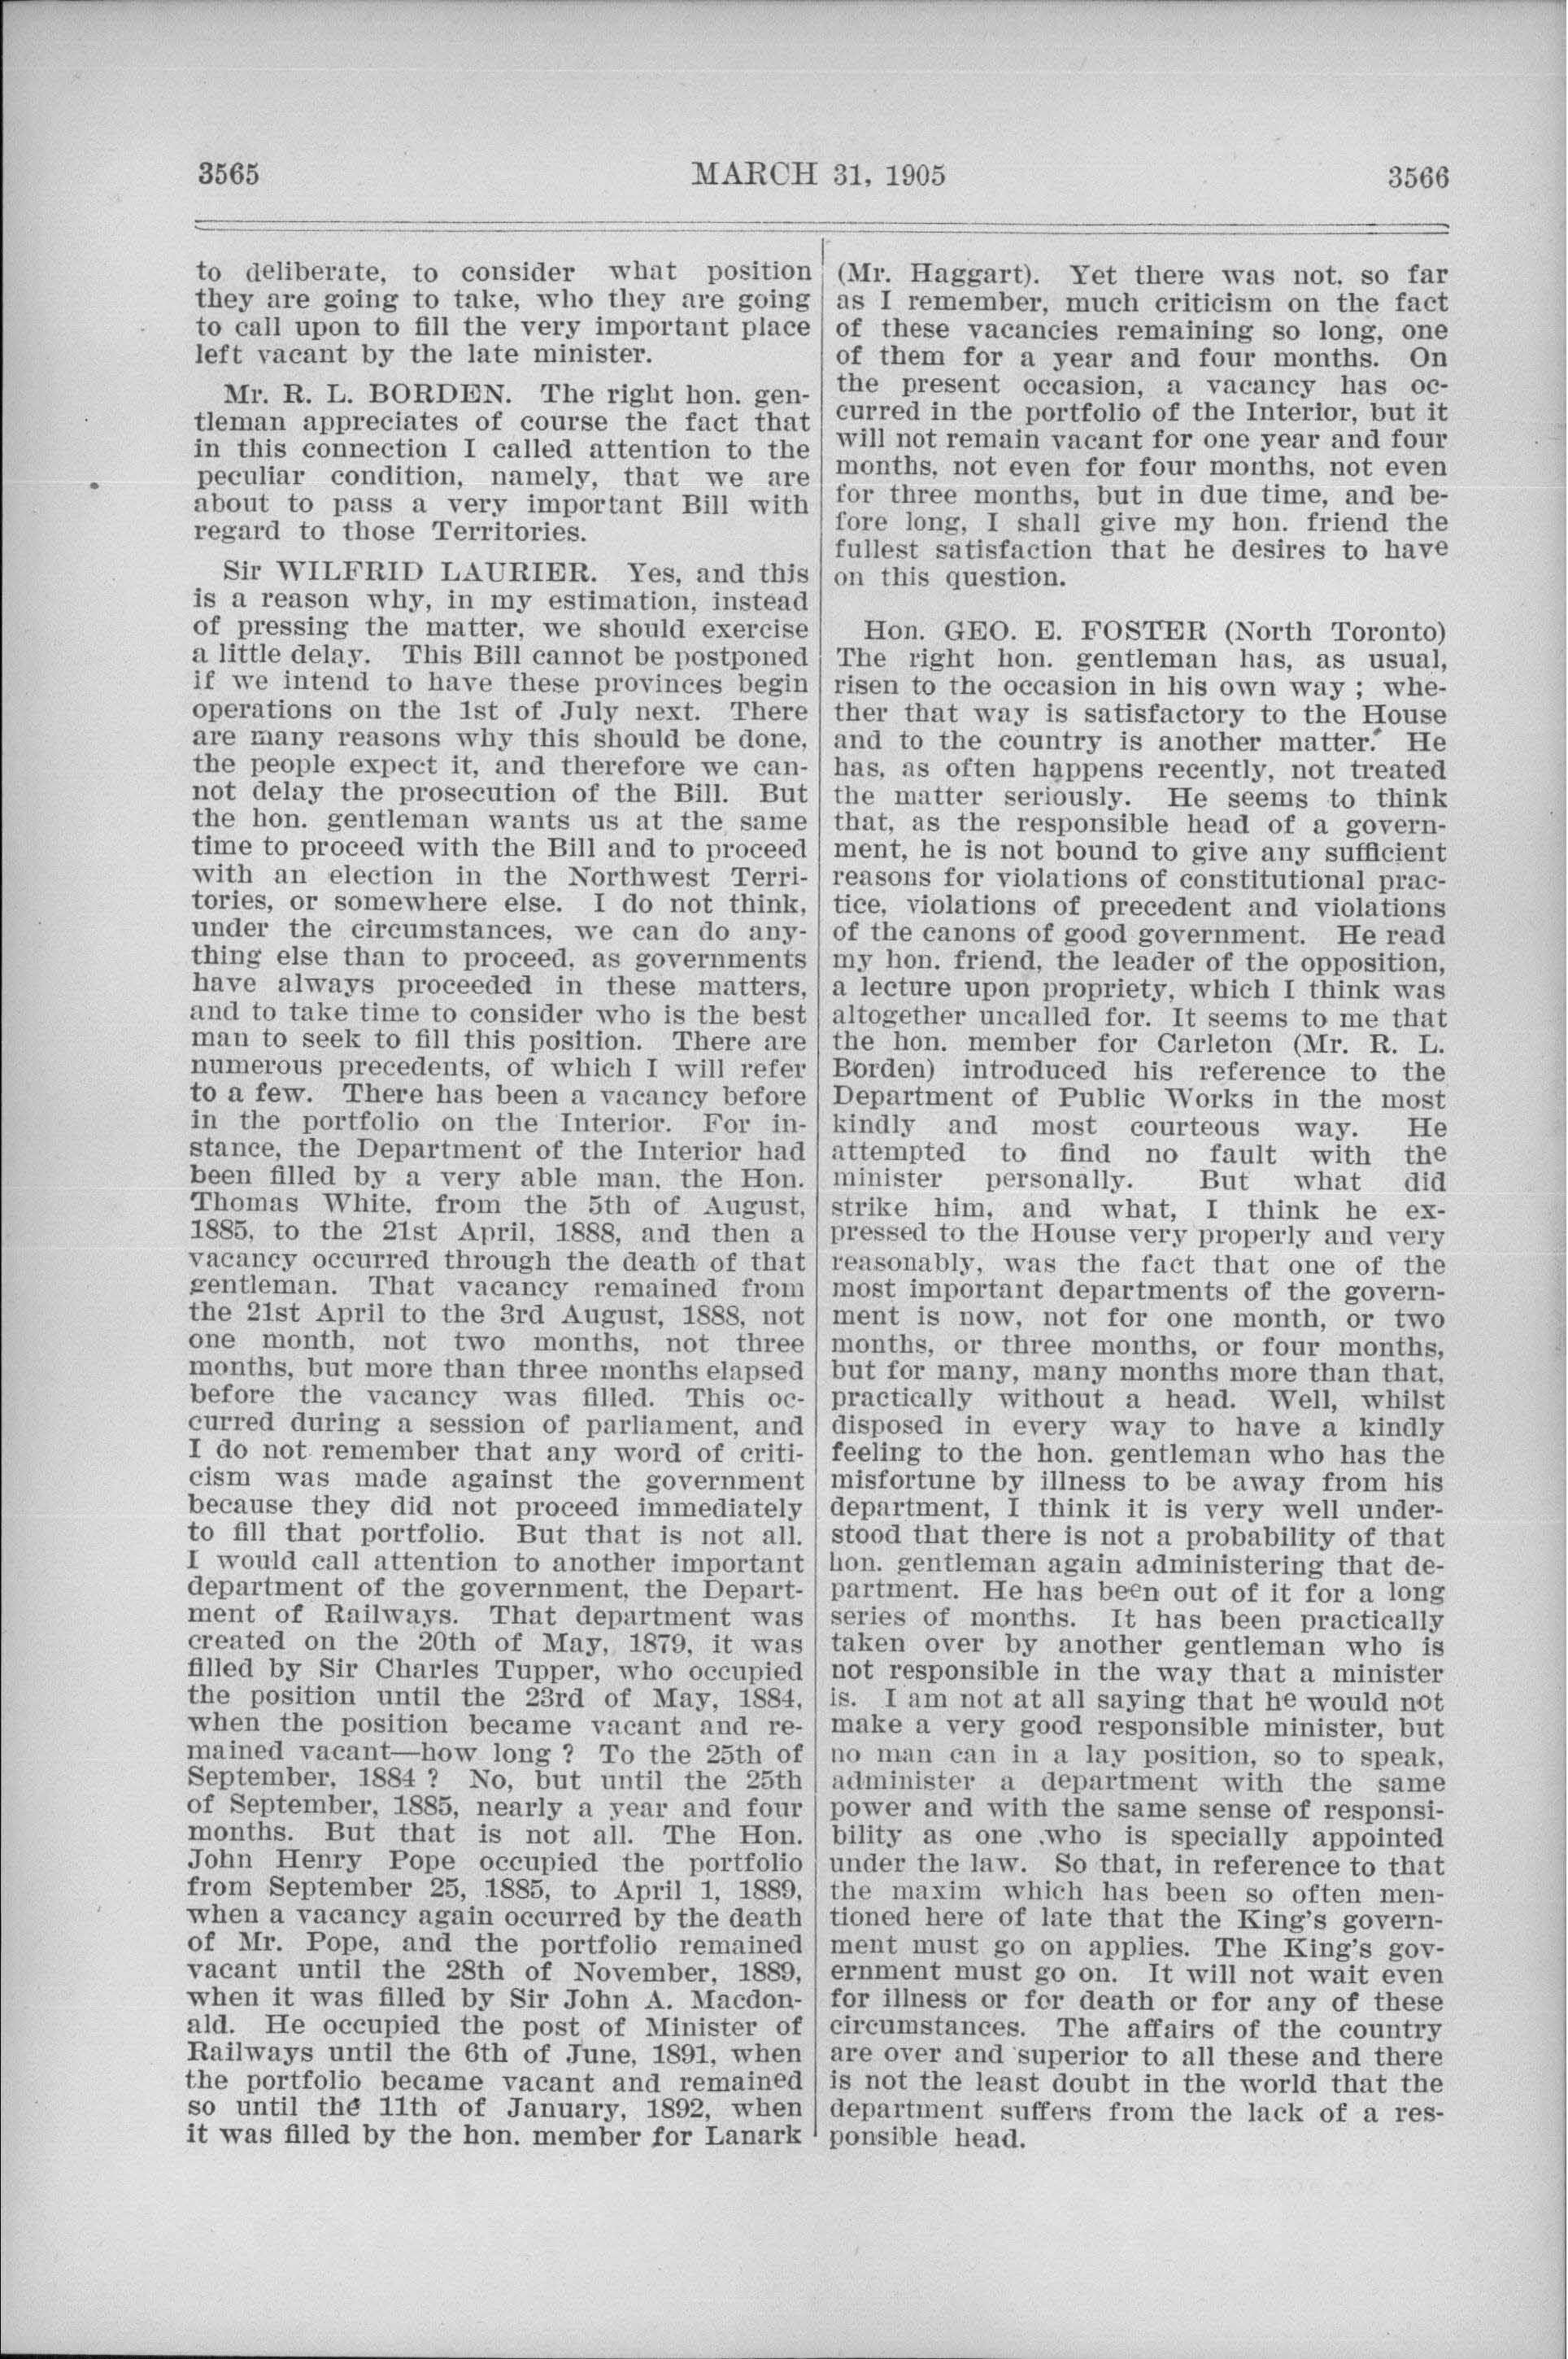 3565
MARCH 31, 1905
3566
to deliberate, to consider what position
they are going to take, who they are going
to call upon to fill the very important place
left vacant by the late minister.
Mr. R. L. BORDEN. The right hon. gen-
tleman appreciates of course the fact that
in this connection I called attention to the
peculiar condition, namely, that we are
about to pass a very important Bill with
regard to those Territories.
Sir WILFRID LAURIER. Yes, and this
is a reason why, in my estimation, instead
of pressing the matter, we should exercise
a little delay. This Bill cannot be postponed
if we intend to have these provinces begin
operations on the 1st of July next. There
are many reasons why this should be done,
the people expect it, and therefore we can-
not delay the prosecution of the Bill. But
the hon. gentleman wants us at the same
time to proceed with the Bill and to proceed
with an election in the Northwest Terri-
tories, or somewhere else. I do not think,
under the circumstances, we can do any-
thing else than to proceed, as governments
have always proceeded in these matters,
and to take time to consider who is the best
man to seek to fill this position. There are
numerous precedents, of which I will refer
to a few. There has been a vacancy before
in the portfolio on the Interior. For in-
stance, the Department of the Interior had
been filled by a very able man, the Hon.
Thomas White, from the 5th of August,
1885, to the 21st April, 1888, and then a
vacancy occurred through the death of that
gentleman. That vacancy remained from
the 21st April to the 3rd August, 1888, not
one month, not two months, not three
months, but more than three months elapsed
before the vacancy was filled. This oc-
curred during a session of parliament, and
I do not remember that any word of criti-
cism was made against the government
because they did not proceed immediately
to fill that portfolio. But that is not all.
I would call attention to another important
department of the government, the Depart-
ment of Railways. That department was
created on the 20th of May, 1879, it was
filled by Sir Charles Tupper, who occupied
the position until the 23rd of May, 1884,
when the position became vacant and re-
mained vacant—how long ? To the 25th of
September, 1884 ? No, but until the 25th
of September, 1885, nearly a year and four
months. But that is not all. The Hon.
John Henry Pope occupied the portfolio
from September 25, 1885, to April 1, 1889,
when a vacancy again occurred by the death
of Mr. Pope, and the portfolio remained
vacant until the 28th of November, 1889,
when it was filled by Sir John A. Macdon-
ald. He occupied the post of Minister of
Railways until the 6th of June, 1891, when
the portfolio became vacant and remained
so until the 11th of January, 1892, when
it was filled by the hon. member for Lanark
(Mr. Haggart). Yet there was not, so far
as I remember, much criticism on the fact
of these vacancies remaining so long, one
of them for a year and four months. On
the present occasion, a vacancy has oc-
curred in the portfolio of the Interior, but it
will not remain vacant for one year and four
months, not even for four months, not even
for three months, but in due time, and be-
fore long, I shall give my hon. friend the
fullest satisfaction that he desires to have
on this question.
Hon. GEO. E. FOSTER (North Toronto)
The right hon. gentleman has, as usual,
risen to the occasion in his own way ; whe-
ther that way is satisfactory to the House
and to the country is another matter. He
has, as often happens recently, not treated
the matter seriously. He seems to think
that, as the responsible head of a govern-
ment, he is not bound to give any sufficient
reasons for violations of constitutional prac-
tice, violations of precedent and violations
of the canons of good government. He read
my hon. friend, the leader of the opposition,
a lecture upon propriety, which I think was
altogether uncalled for. It seems to me that
the hon. member for Carleton (Mr. R. L.
Borden) introduced his reference to the
Department of Public Works in the most
kindly and most courteous way. He
attempted to find no fault with the
minister personally. But what did
strike him, and what, I think he ex-
pressed to the House very properly and very
reasonably, was the fact that one of the
most important departments of the govern-
ment is now, not for one month, or two
months, or three months, or four months,
but for many, many months more than that,
practically without a head. Well, whilst
disposed in every way to have a kindly
feeling to the hon. gentleman who has the
misfortune by illness to be away from his
department, I think it is very well under-
stood that there is not a probability of that
hon. gentleman again administering that de-
partment. He has been out of it for a long
series of months. It has been practically
taken over by another gentleman who is
not responsible in the way that a minister
is. I am not at all saying that he would not
make a very good responsible minister, but
no man can in a lay position, so to speak,
administer a department with the same
power and with the same sense of responsi-
bility as one who is specially appointed
under the law. So that, in reference to that
the maxim which has been so often men-
tioned here of late that the King's govern-
ment must go on applies. The King's gov-
ernment must go on. It will not wait even
for illness or for death or for any of these
circumstances. The affairs of the country
are over and superior to all these and there
is not the least doubt in the world that the
department suffers from the lack of a res-
ponsible head.